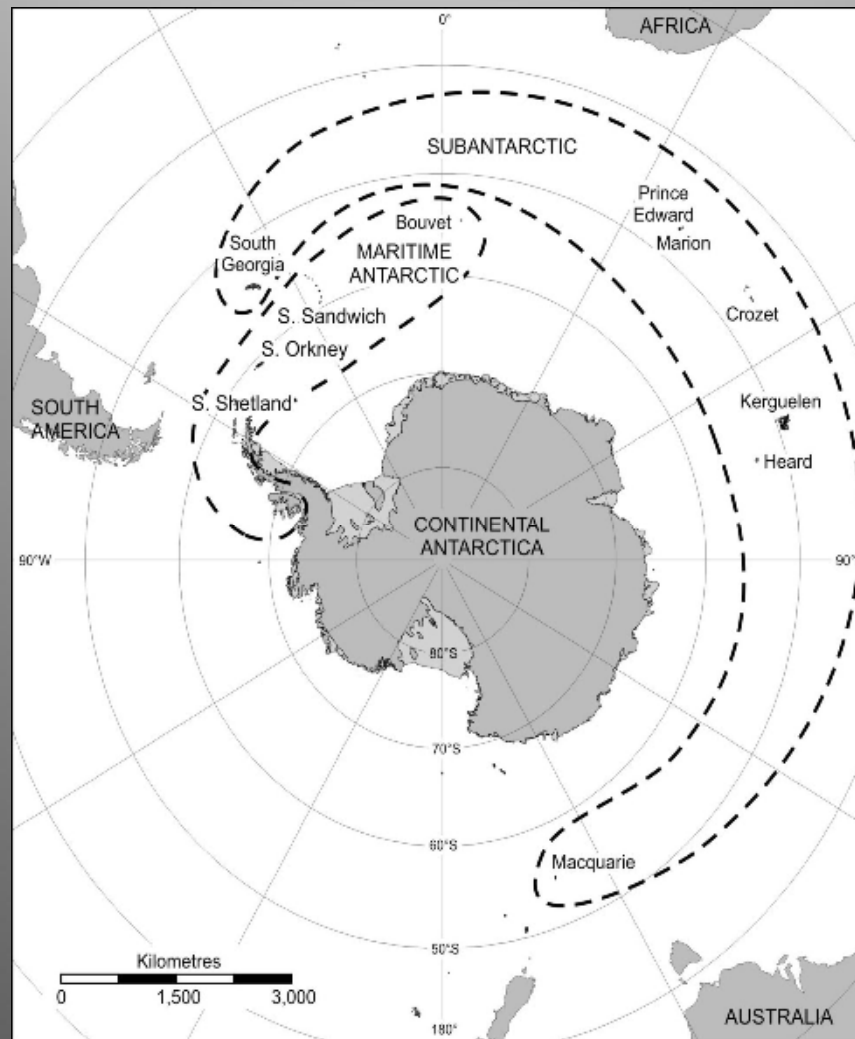 0°
AFRICA
SUBANTARCTIC
Prince
Edward
Marion
Bouvet
South
Georgia
MARITIME
ANTARCTIC
Crozet
S. Sandwich
S. Orkney
S. Shetland
Kerguelen
SOUTH
AMERICA
Heard
CONTINENTAL
ANTARCTICA
90°W
90°
80°S
70°S
60°S
Macquarie
50°S
Kilometres
0 1,500 3,000
180°
AUSTRALIA